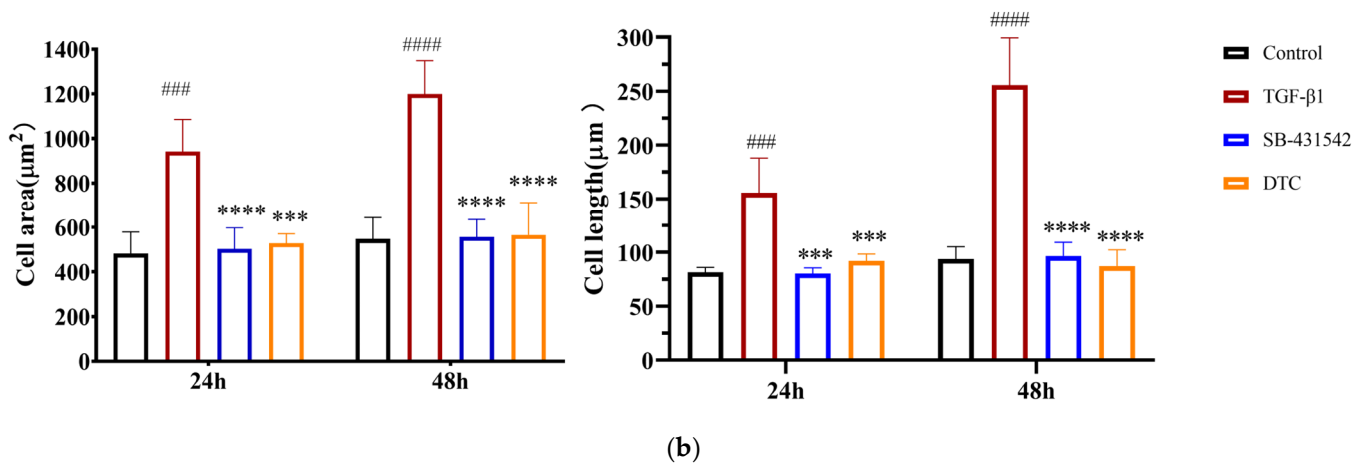 Cell area(μm²)
1400
1200
1000
800
600
400
200
0
###
****
***
####
****
****
24h
48h
Cell length(μm)
300
250
200
150
100
50
0
###
***
***
####
****
****
24h
48h
Control
TGF-β1
SB-431542
DTC
(b)